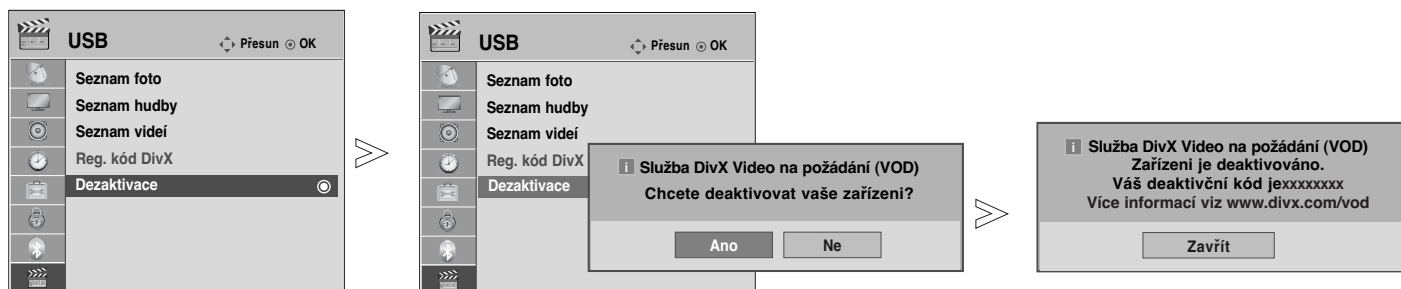 USB
Přesun OK
Seznam foto
Seznam hudby
Seznam videí
Reg. kód DivX
Dezaktivace
USB
Přesun OK
Seznam foto
Seznam hudby
Seznam videí
Reg. kód DivX
Dezaktivace
i Služba DivX Video na požádání (VOD)
Chcete deaktivovat vaše zařízeni?
Ano Ne
i Služba DivX Video na požádání (VOD)
Zařízeni je deaktivováno.
Váš deaktivční kód jexxxxxxxx
Více informací viz www.divx.com/vod
Zavřít